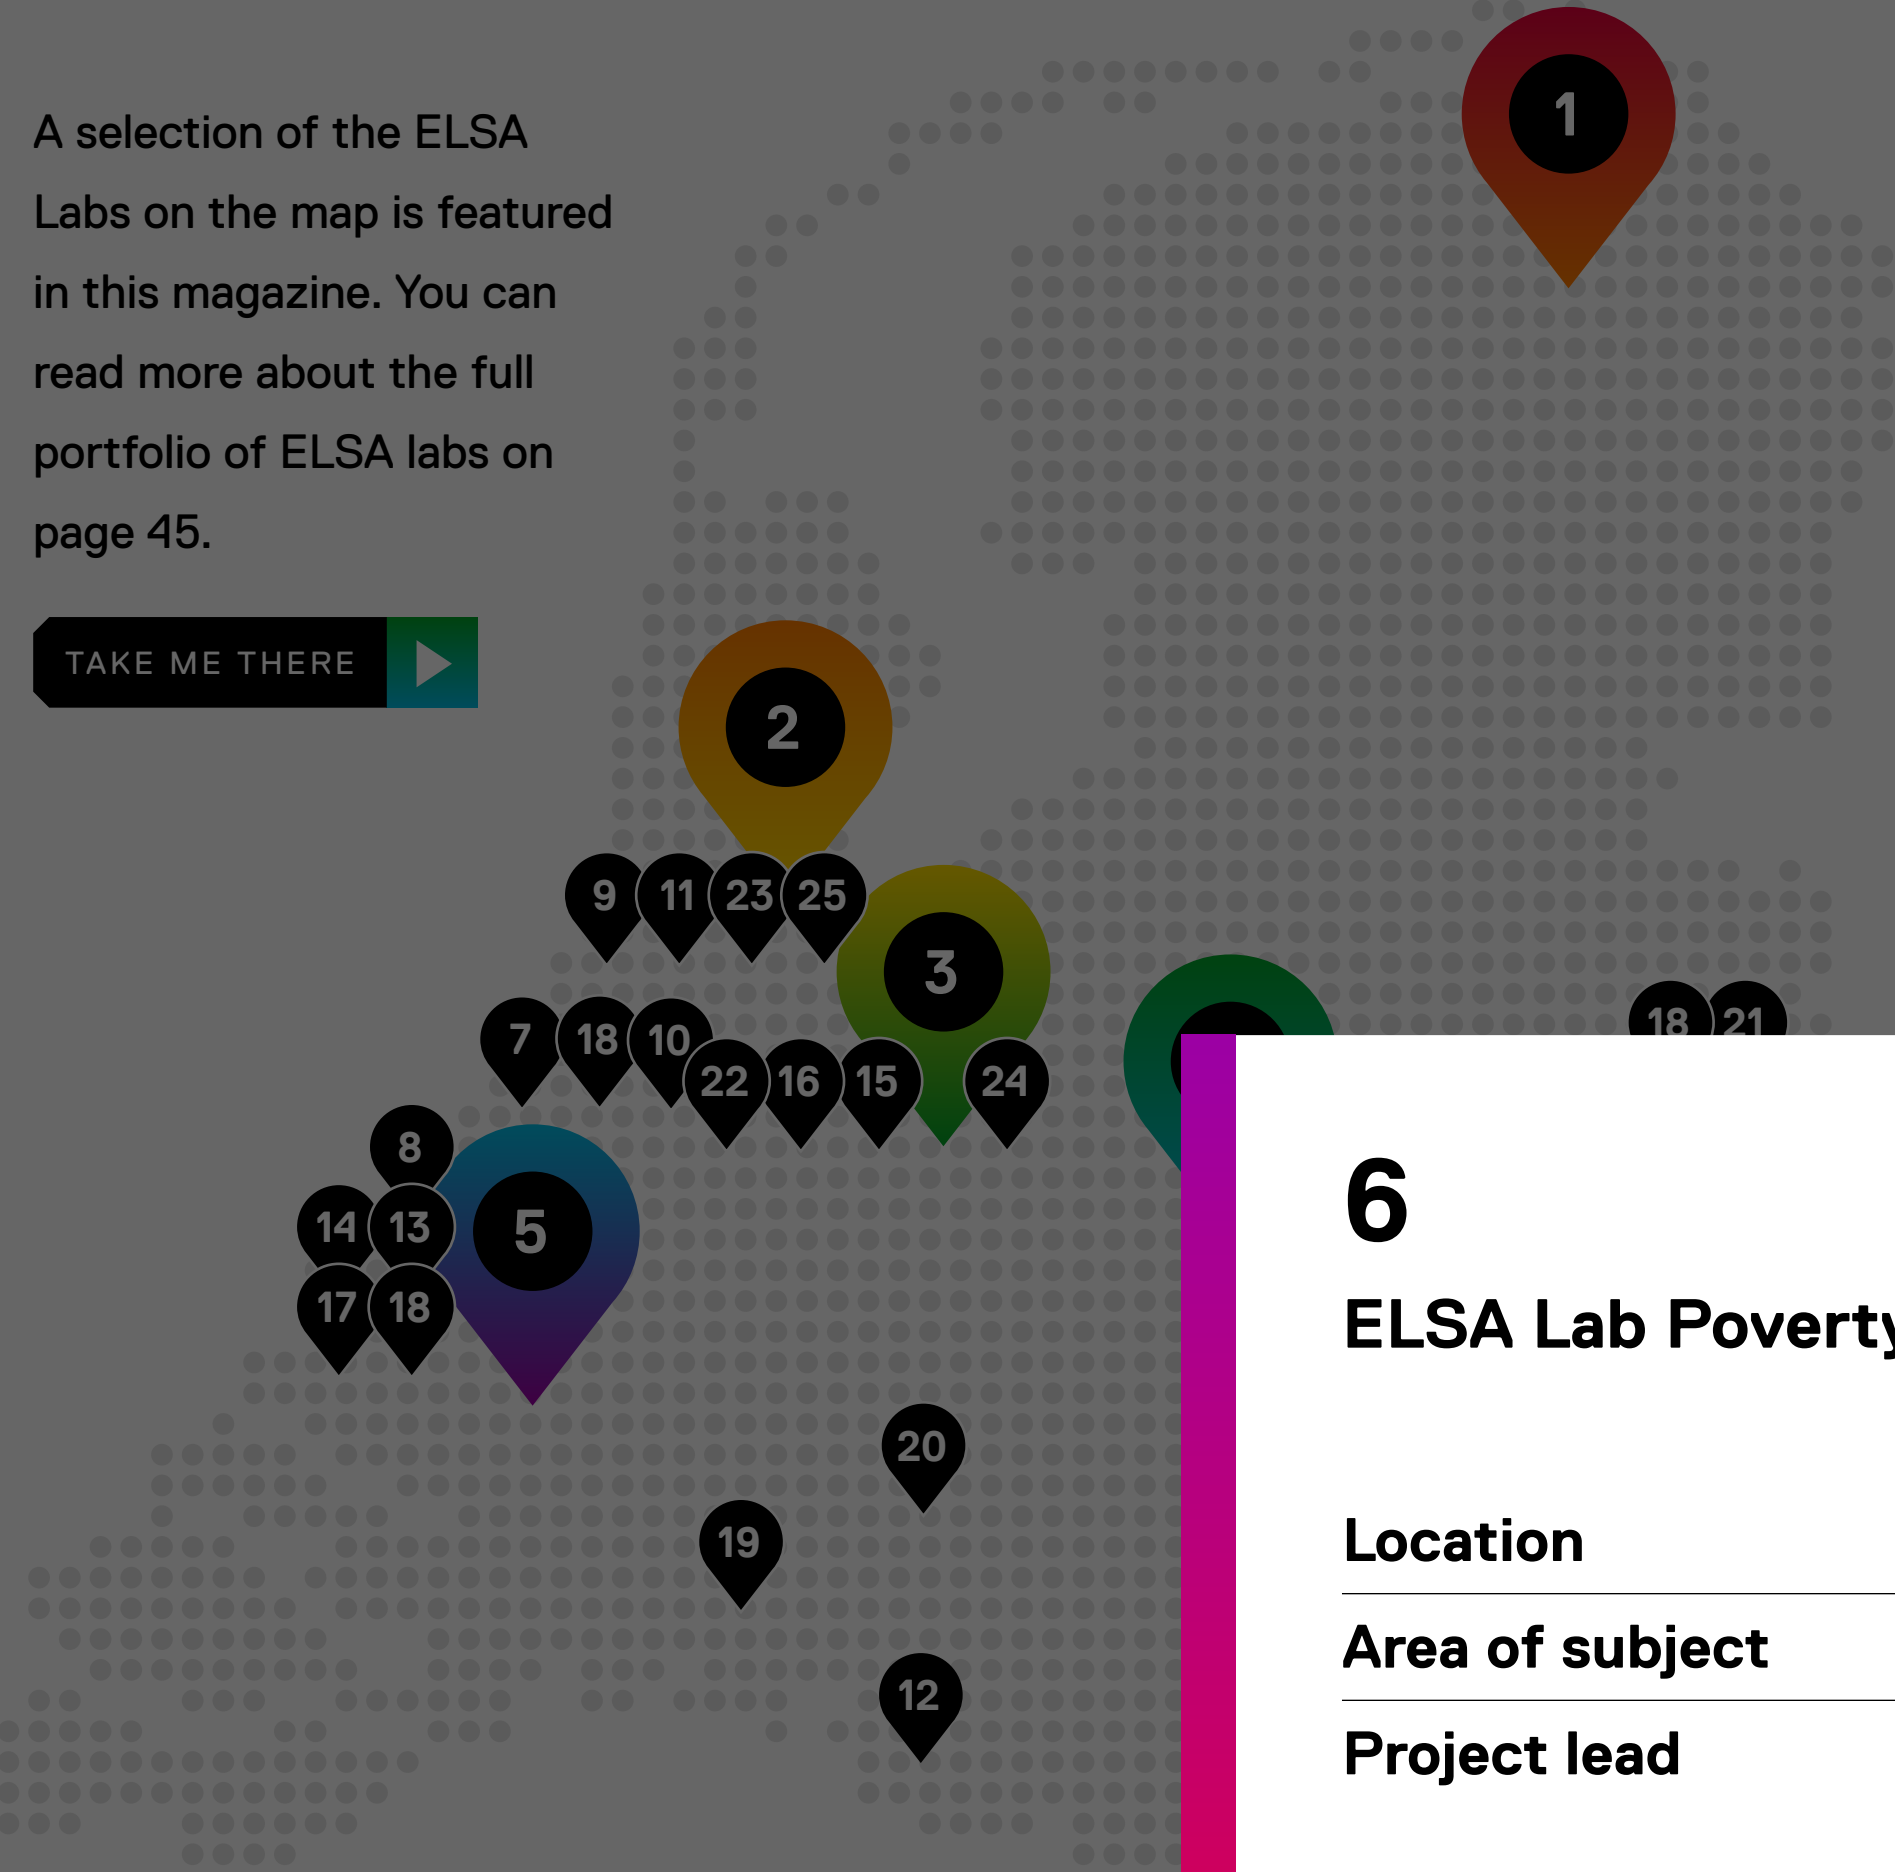 A selection of the ELSA
Labs on the map is featured
in this magazine. You can
read more about the full
portfolio of ELSA labs on
page 45.
TAKE ME THERE
1
2
9 11 23 25
3
7 18 10
22 16 15 24
18 21
8
14 13
5
17 18
20
19
12
6
ELSA Lab Poverty
Location
Area of subject
Project lead